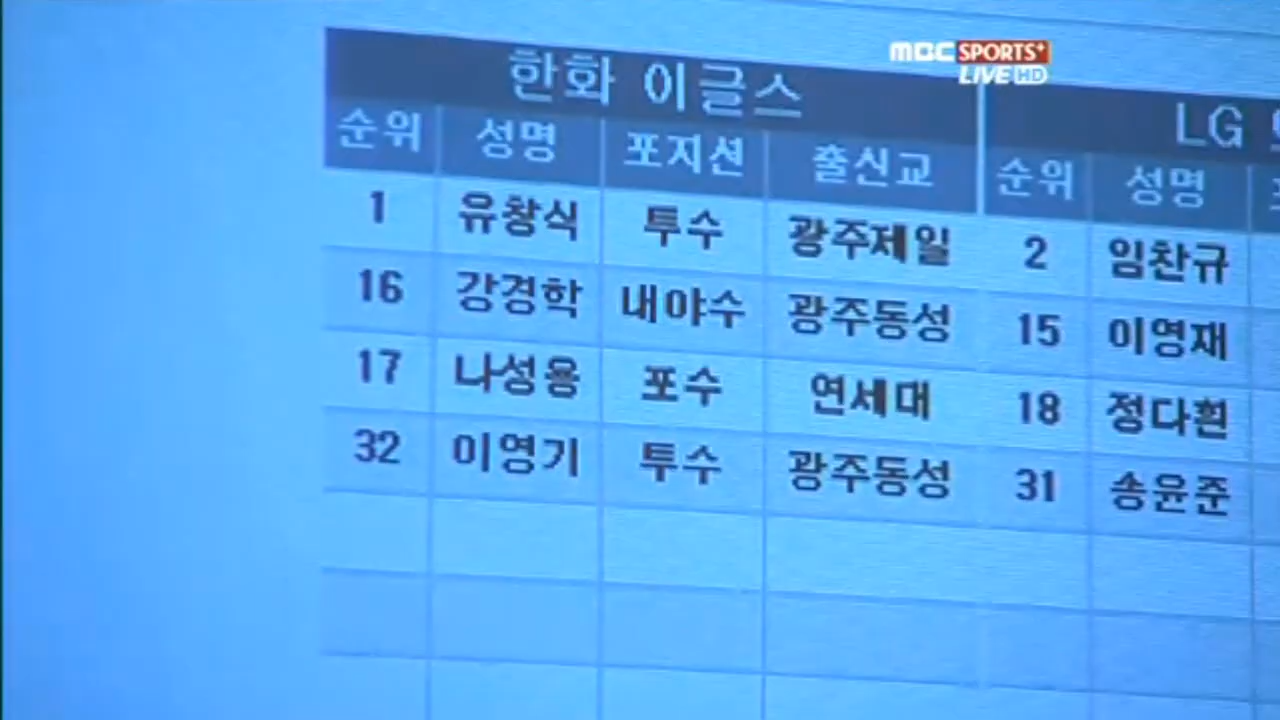 MBC SPORTS+
LIVE HD
한화 이글스 LG
순위 성명 포지션 출신교 순위 성명
1 유창식 투수 광주제일 2 임찬규
16 강경학 내야수 광주동성 15 이영재
17 나성용 포수 연세대 18 정다흰
32 이영기 투수 광주동성 31 송윤준